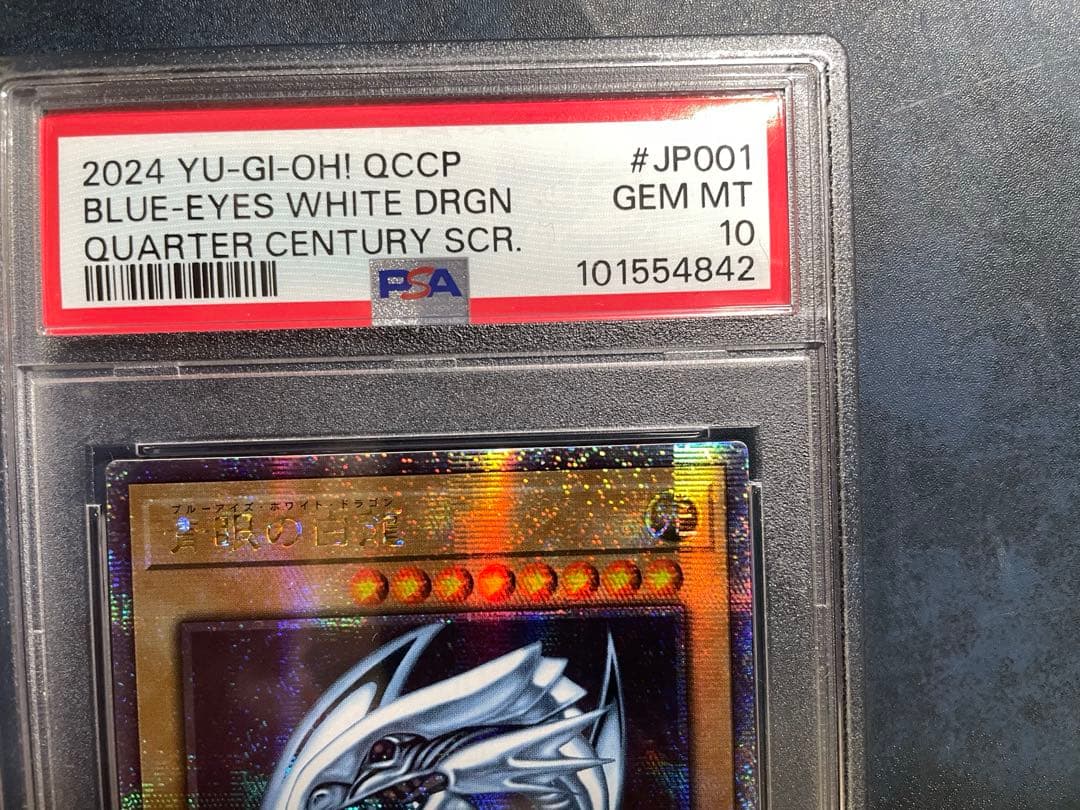 2024 YU-GI-OH! QCCP
BLUE-EYES WHITE DRGN
QUARTER CENTURY SCR.
#JP001
GEM MT
10
101554842
PSA
ブルーアイズ・ホワイト・ドラゴン
青眼の白龍